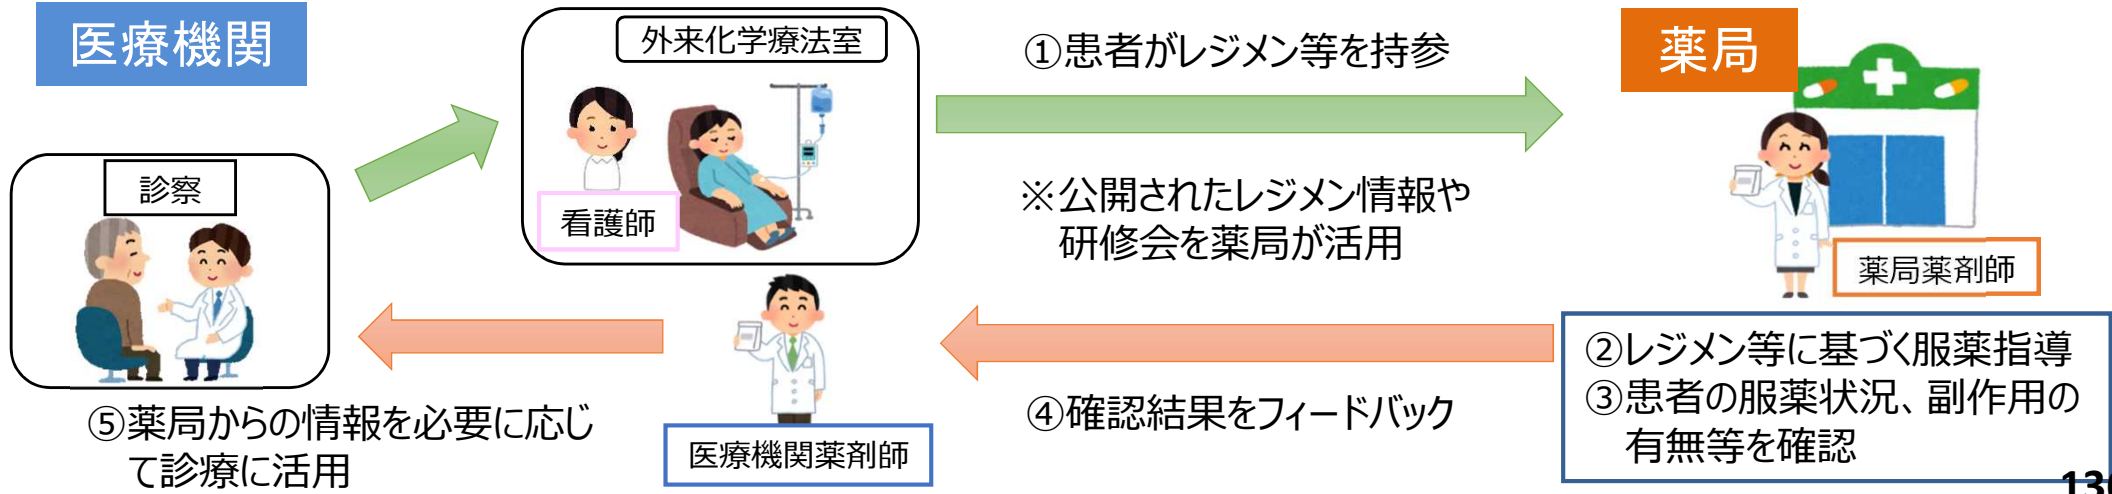 医療機関
外来化学療法室
看護師
診察
①患者がレジメン等を持参
※公開されたレジメン情報や
研修会を薬局が活用
薬局
薬局薬剤師
②レジメン等に基づく服薬指導
③患者の服薬状況、副作用の
有無等を確認
④確認結果をフィードバック
医療機関薬剤師
⑤薬局からの情報を必要に応じ
て診療に活用